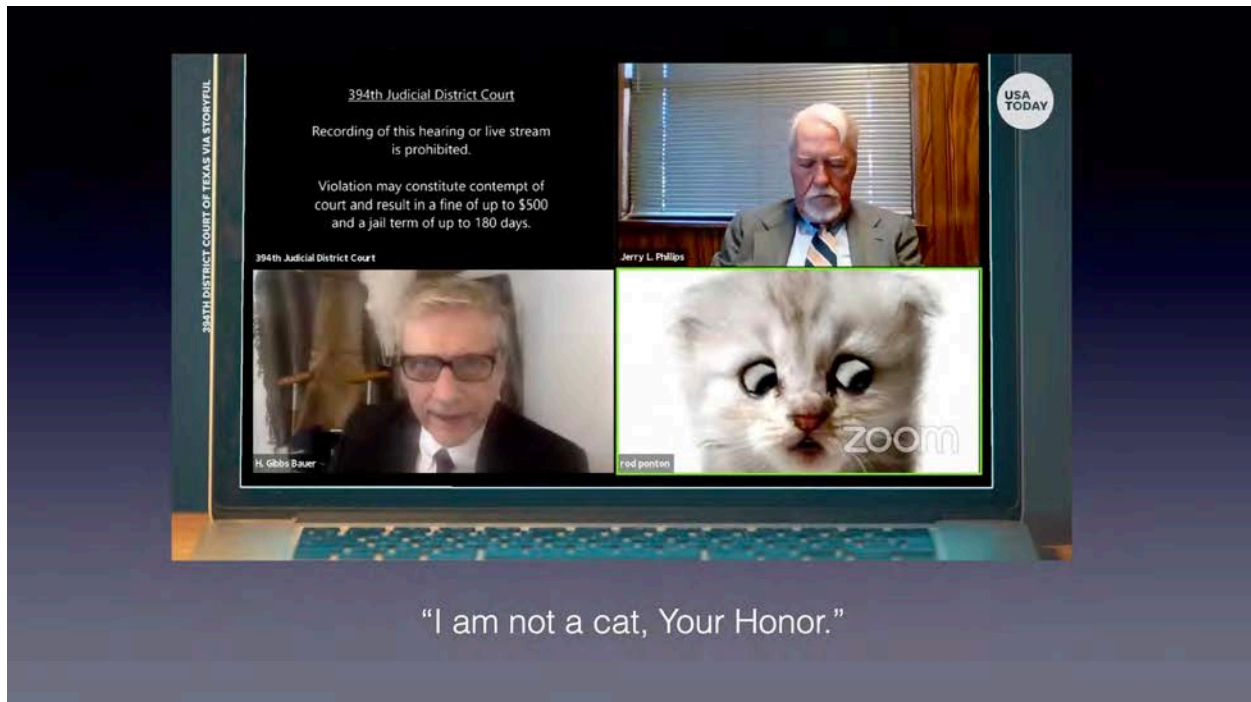 394TH DISTRICT COURT OF TEXAS VIA STORYFUL
394th Judicial District Court
Recording of this hearing or live stream
is prohibited.
Violation may constitute contempt of
court and result in a fine of up to $500
and a jail term of up to 180 days.
394th Judicial District Court
Jerry L. Phillips
USA
TODAY
H. Gibbs Bauer
rod ponton
zoom
“I am not a cat, Your Honor.”